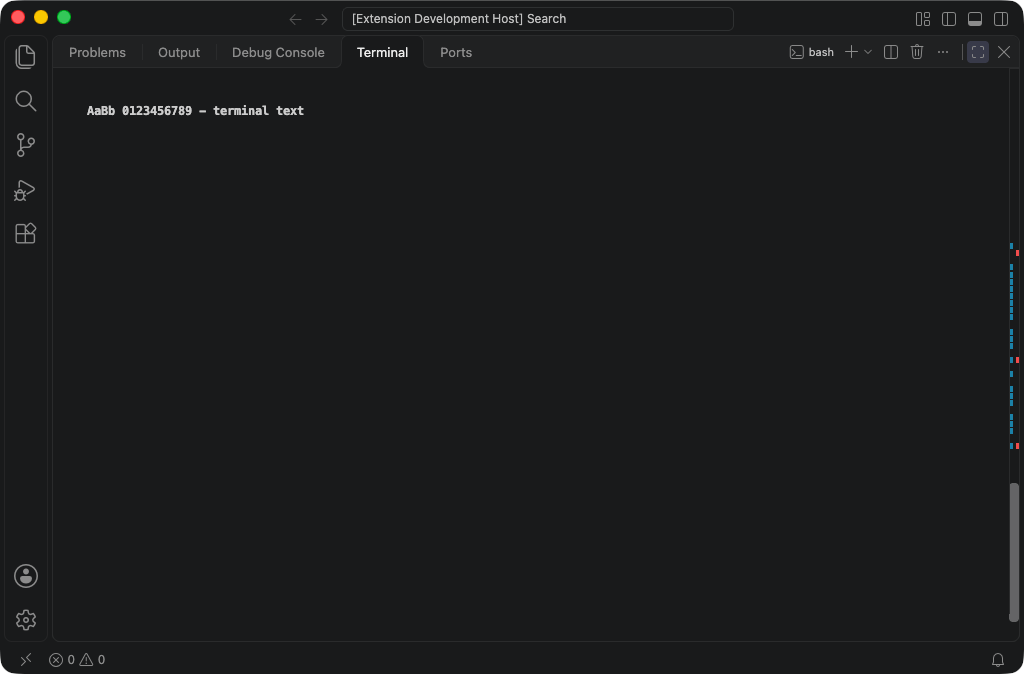 [Extension Development Host] Search
Problems Output Debug Console Terminal Ports bash
AaBb 0123456789 – terminal text
0 0